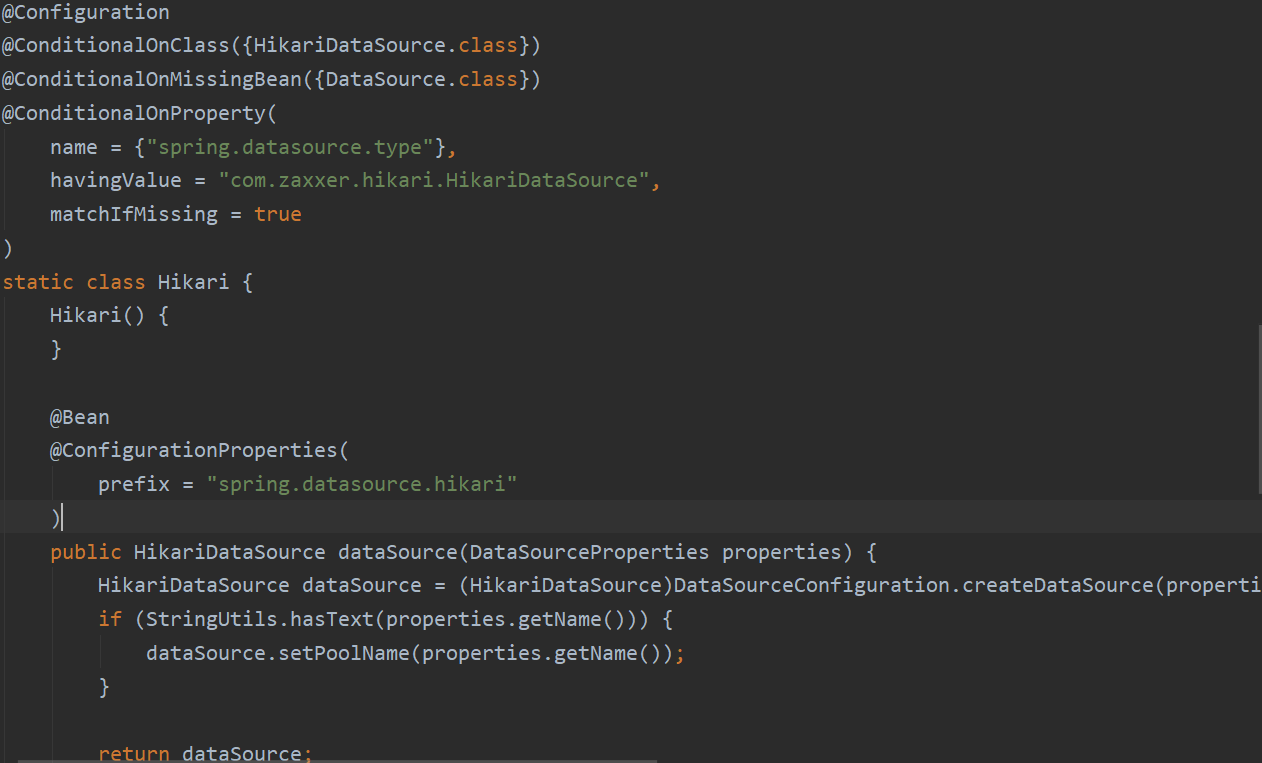 @Configuration
@ConditionalOnClass({HikariDataSource.class})
@ConditionalOnMissingBean({DataSource.class})
@ConditionalOnProperty(
    name = {"spring.datasource.type"},
    havingValue = "com.zaxxer.hikari.HikariDataSource",
    matchIfMissing = true
)
static class Hikari {
    Hikari() {
    }

    @Bean
    @ConfigurationProperties(
        prefix = "spring.datasource.hikari"
    )
    public HikariDataSource dataSource(DataSourceProperties properties) {
        HikariDataSource dataSource = (HikariDataSource)DataSourceConfiguration.createDataSource(properti
        if (StringUtils.hasText(properties.getName())) {
            dataSource.setPoolName(properties.getName());
        }

        return dataSource;